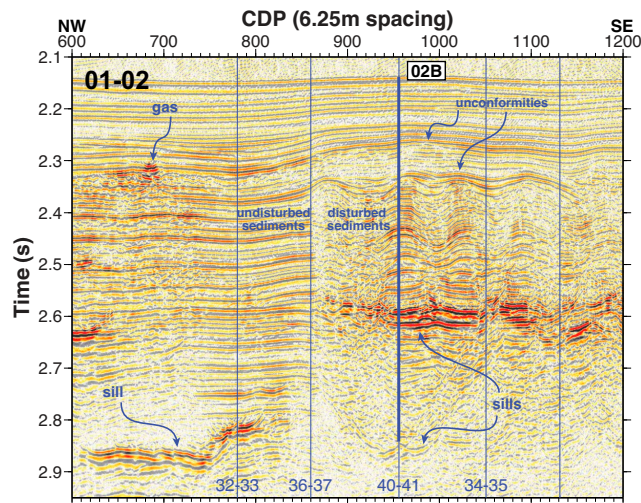 CDP (6.25m spacing)
NW
SE
600 700 800 900 1000 1100 1200
2.1
01-02
02B
gas
unconformities
2.2
2.3
2.4
undisturbed
sediments
disturbed
sediments
Time (s)
2.5
2.6
2.7
sill
sills
2.8
2.9
32-33 36-37 40-41 34-35